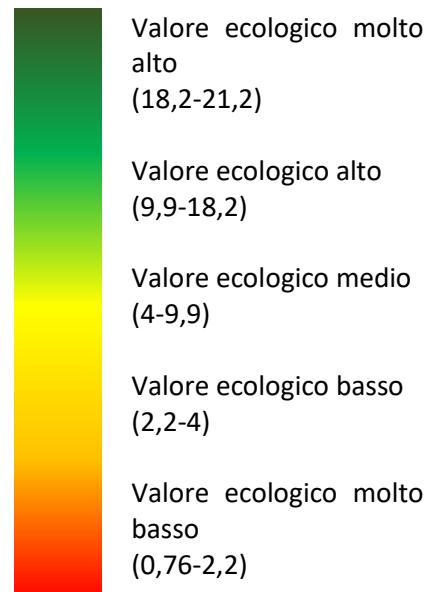 Valore ecologico molto
alto
(18,2-21,2)
Valore ecologico alto
(9,9-18,2)
Valore ecologico medio
(4-9,9)
Valore ecologico basso
(2,2-4)
Valore ecologico molto
basso
(0,76-2,2)